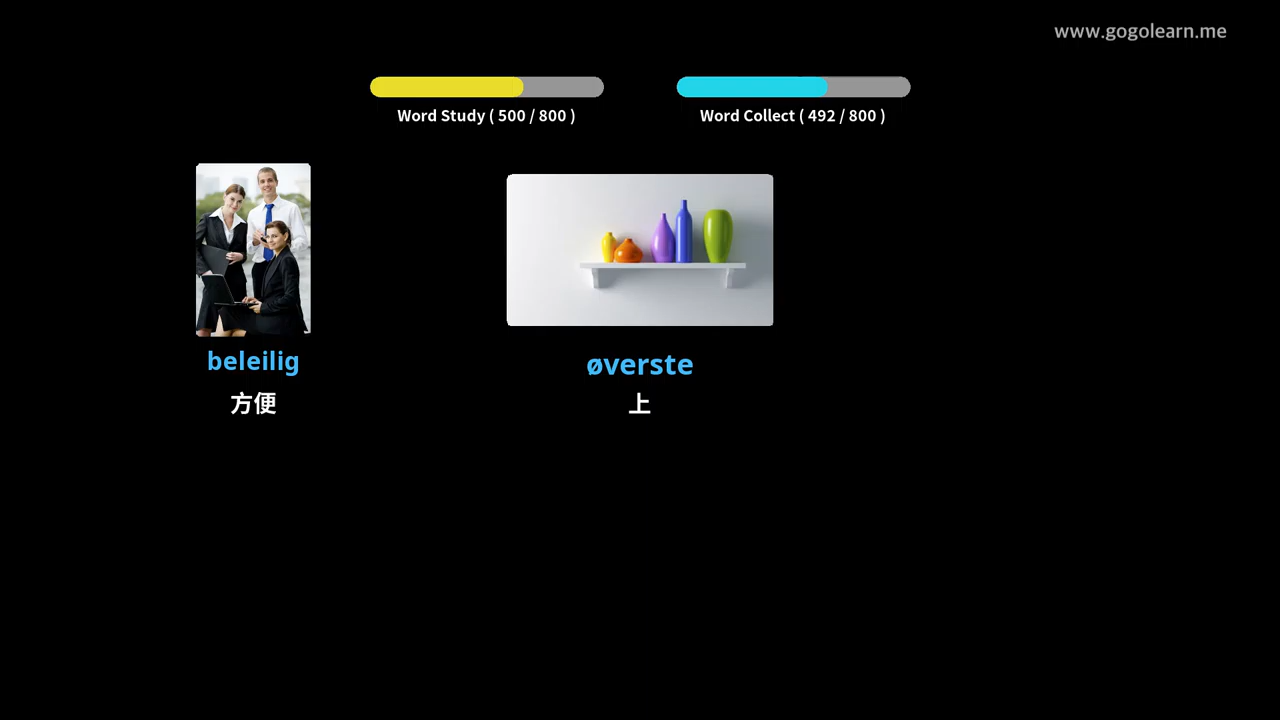 www.gogolearn.me
Word Study ( 500 / 800 )
Word Collect ( 492 / 800 )
beleilig
方便
øverste
上